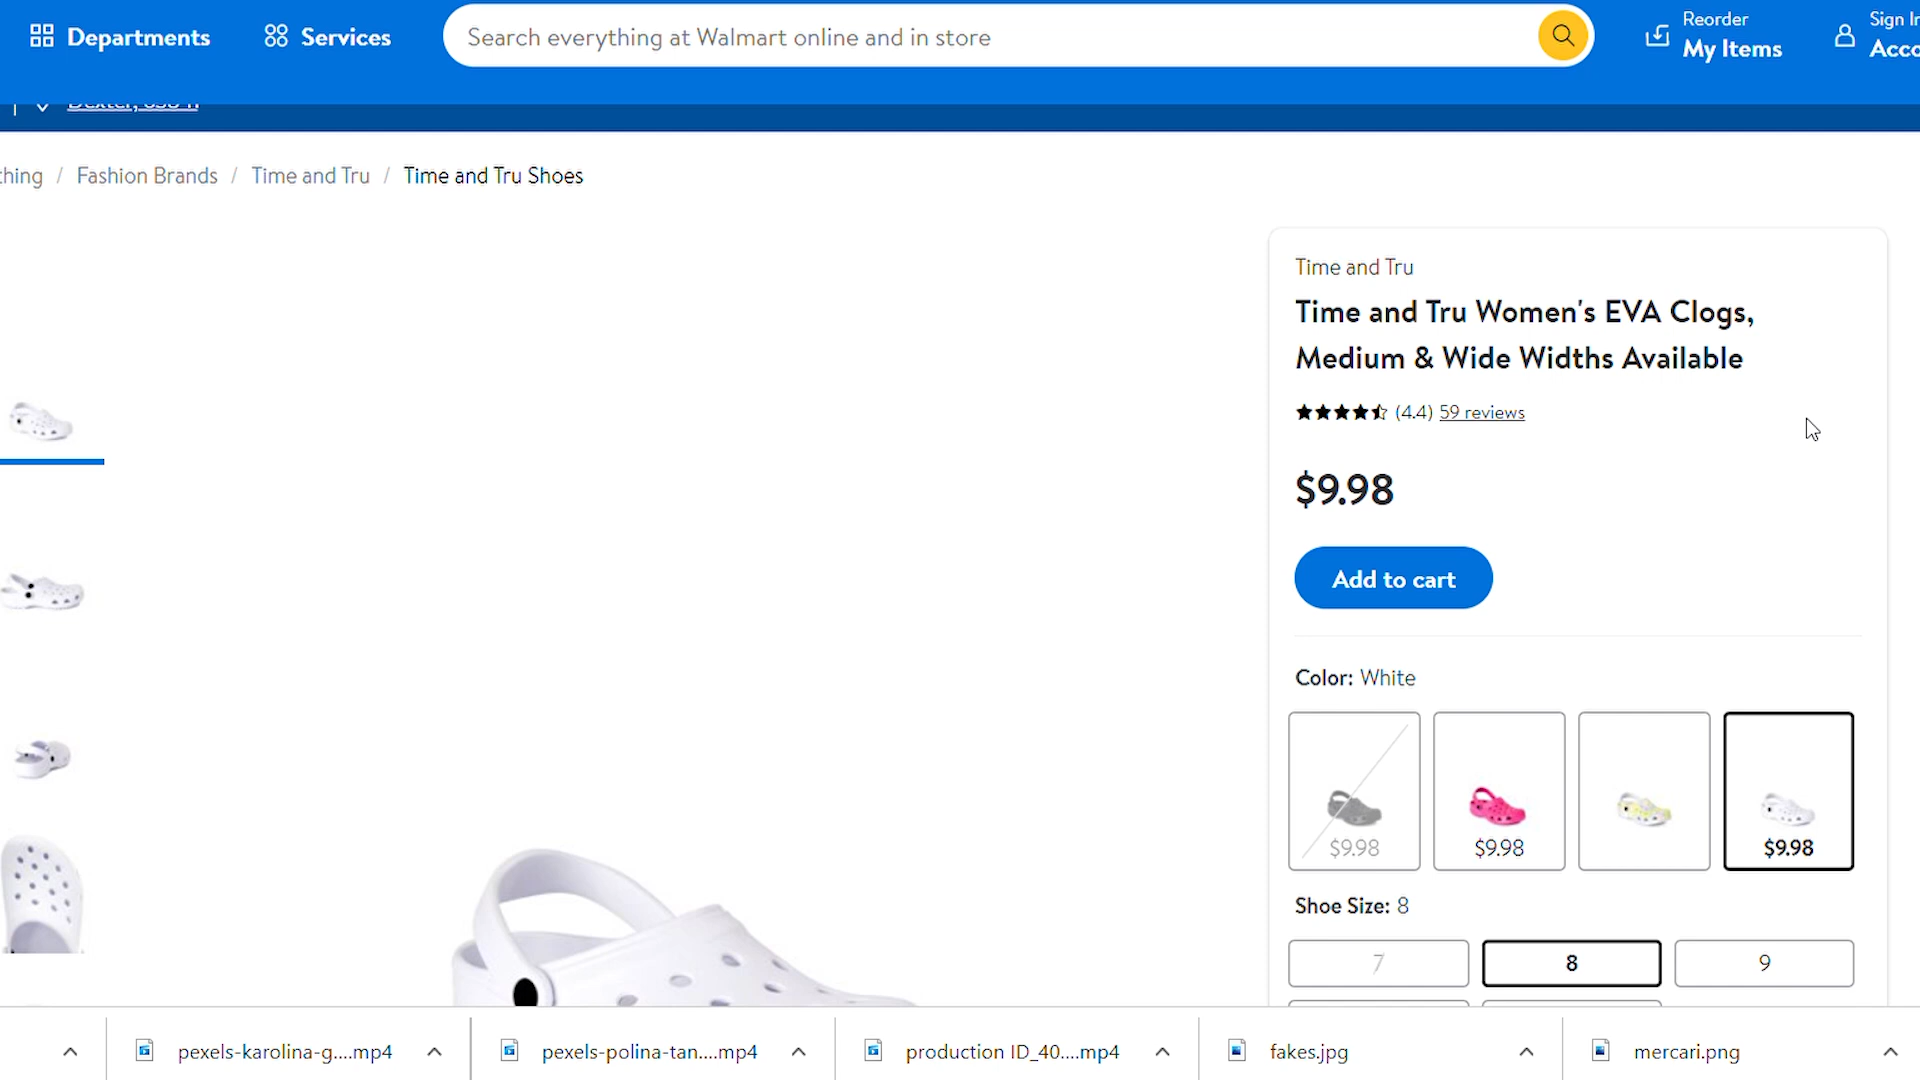 Departments
Services
Search everything at Walmart online and in store
Reorder
My Items
Sign In
Acco
thing / Fashion Brands / Time and Tru / Time and Tru Shoes
Time and Tru
Time and Tru Women's EVA Clogs,
Medium & Wide Widths Available
(4.4) 59 reviews
$9.98
Add to cart
Color: White
$9.98
$9.98
$9.98
Shoe Size: 8
7
8
9
pexels-karolina-g....mp4
pexels-polina-tan....mp4
production ID_40....mp4
fakes.jpg
mercari.png